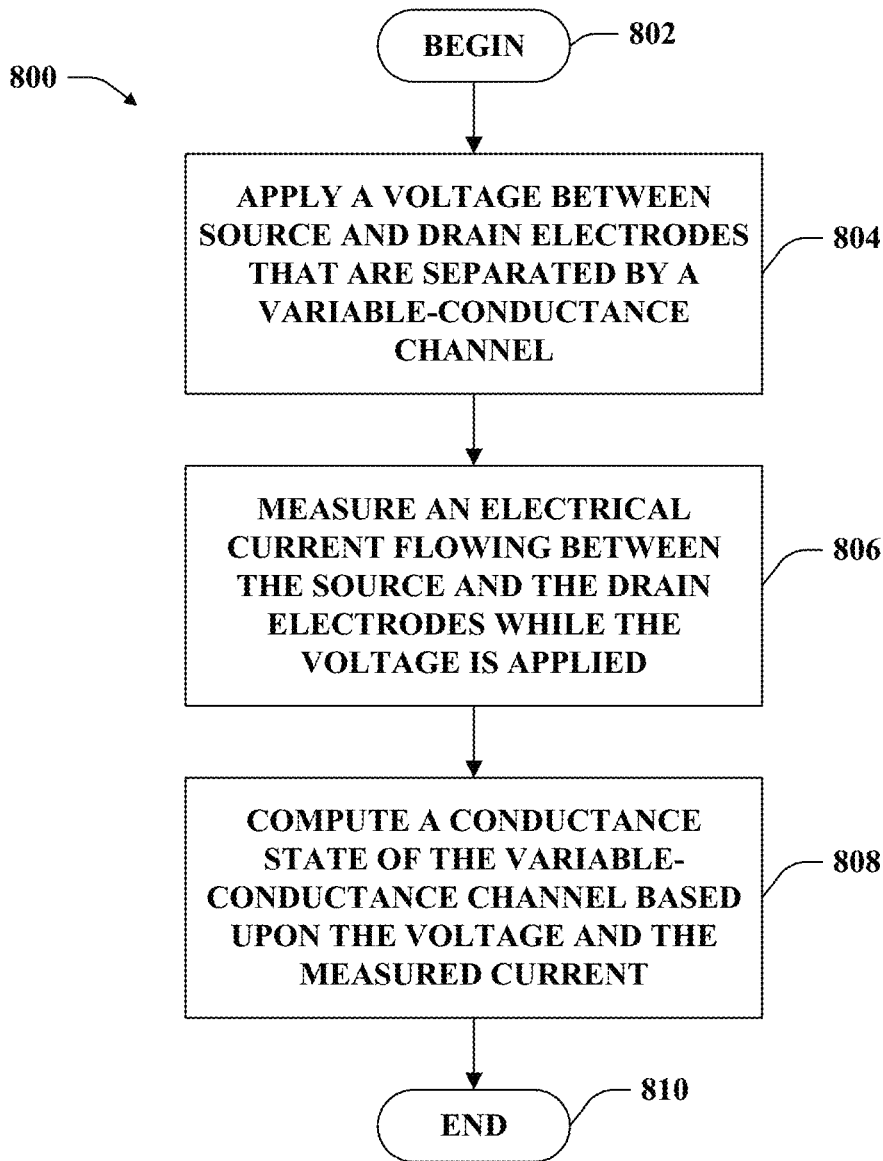 BEGIN
802
800
APPLY A VOLTAGE BETWEEN
SOURCE AND DRAIN ELECTRODES
THAT ARE SEPARATED BY A
VARIABLE-CONDUCTANCE
CHANNEL
804
MEASURE AN ELECTRICAL
CURRENT FLOWING BETWEEN
THE SOURCE AND THE DRAIN
ELECTRODES WHILE THE
VOLTAGE IS APPLIED
806
COMPUTE A CONDUCTANCE
STATE OF THE VARIABLE-
CONDUCTANCE CHANNEL BASED
UPON THE VOLTAGE AND THE
MEASURED CURRENT
808
END
810